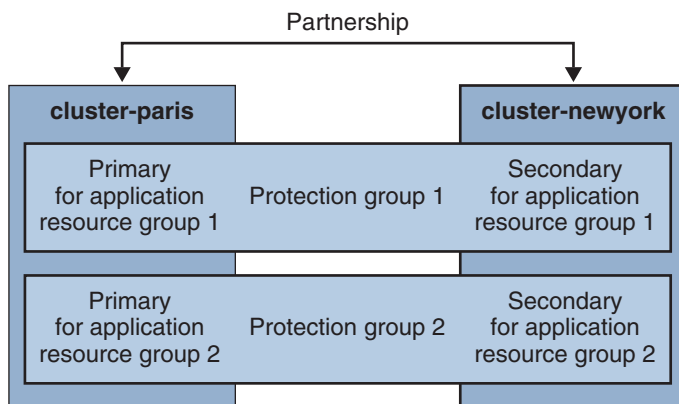 Partnership
cluster-paris
cluster-newyork
Primary
for application
resource group 1
Protection group 1
Secondary
for application
resource group 1
Primary
for application
resource group 2
Protection group 2
Secondary
for application
resource group 2